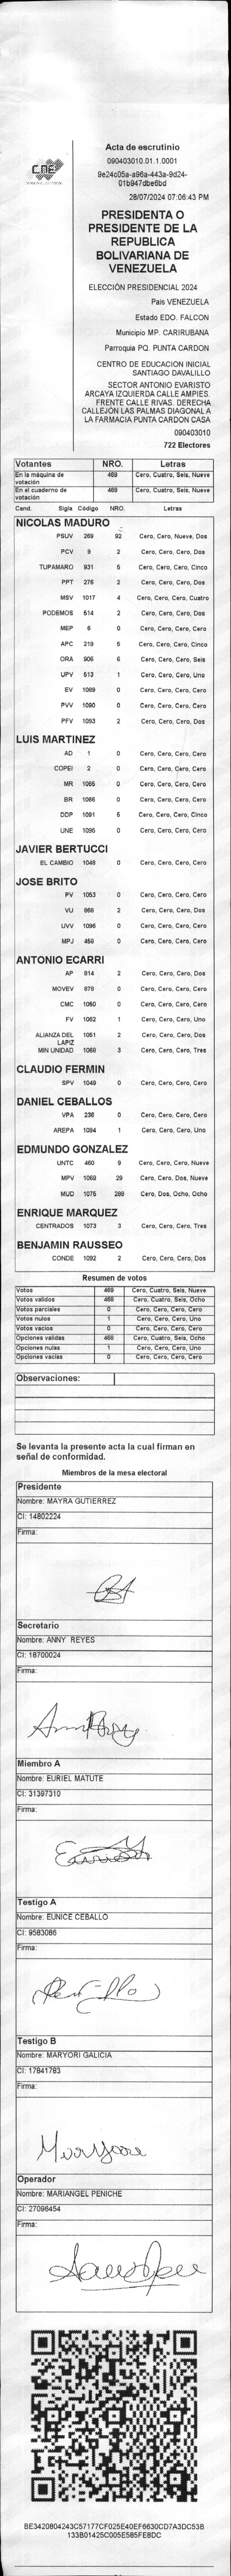 CNE
Acta de escrutinio
090403010.01.1.0001
9e24c05a-a96a-443a-9d24-
01b947dbe6bd
28/07/2024 07:06:43 PM
PRESIDENTA O
PRESIDENTE DE LA
REPUBLICA
BOLIVARIANA DE
VENEZUELA
ELECCIÓN PRESIDENCIAL 2024
Pais VENEZUELA
Estado EDO. FALCON
Municipio MP. CARIRUBANA
Parroquia PQ. PUNTA CARDON
CENTRO DE EDUCACION INICIAL
SANTIAGO DAVALILLO
SECTOR ANTONIO EVARISTO
ARCAYA IZQUIERDA CALLE AMPIES.
FRENTE CALLE RIVAS. DERECHA
CALLEJÓN LAS PALMAS DIAGONAL A
LA FARMACIA PUNTA CARDON CASA
090403010
722 Electores
Votantes NRO. Letras
En la máquina de votación 469 Cero, Cuatro, Seis, Nueve
En el cuaderno de votación 469 Cero, Cuatro, Seis, Nueve
Cand. Sigla Código NRO. Letras
NICOLAS MADURO
PSUV 269 92 Cero, Cero, Nueve, Dos
PCV 9 2 Cero, Cero, Cero, Dos
TUPAMARO 931 5 Cero, Cero, Cero, Cinco
PPT 276 2 Cero, Cero, Cero, Dos
MSV 1017 4 Cero, Cero, Cero, Cuatro
PODEMOS 514 2 Cero, Cero, Cero, Dos
MEP 6 0 Cero, Cero, Cero, Cero
APC 219 5 Cero, Cero, Cero, Cinco
ORA 906 6 Cero, Cero, Cero, Seis
UPV 513 1 Cero, Cero, Cero, Uno
EV 1089 0 Cero, Cero, Cero, Cero
PVV 1090 0 Cero, Cero, Cero, Cero
PFV 1093 2 Cero, Cero, Cero, Dos
LUIS MARTINEZ
AD 1 0 Cero, Cero, Cero, Cero
COPEI 2 0 Cero, Cero, Cero, Cero
MR 1065 0 Cero, Cero, Cero, Cero
BR 1066 0 Cero, Cero, Cero, Cero
DDP 1091 5 Cero, Cero, Cero, Cinco
UNE 1095 0 Cero, Cero, Cero, Cero
JAVIER BERTUCCI
EL CAMBIO 1048 0 Cero, Cero, Cero, Cero
JOSE BRITO
PV 1053 0 Cero, Cero, Cero, Cero
VU 868 2 Cero, Cero, Cero, Dos
UVV 1096 0 Cero, Cero, Cero, Cero
MPJ 459 0 Cero, Cero, Cero, Cero
ANTONIO ECARRI
AP 814 2 Cero, Cero, Cero, Dos
MOVEV 878 0 Cero, Cero, Cero, Cero
CMC 1050 0 Cero, Cero, Cero, Cero
FV 1062 1 Cero, Cero, Cero, Uno
ALIANZA DEL LAPIZ 1051 2 Cero, Cero, Cero, Dos
MIN UNIDAD 1068 3 Cero, Cero, Cero, Tres
CLAUDIO FERMIN
SPV 1049 0 Cero, Cero, Cero, Cero
DANIEL CEBALLOS
VPA 236 0 Cero, Cero, Cero, Cero
AREPA 1094 1 Cero, Cero, Cero, Uno
EDMUNDO GONZALEZ
UNTC 460 9 Cero, Cero, Cero, Nueve
MPV 1069 29 Cero, Cero, Dos, Nueve
MUD 1075 288 Cero, Dos, Ocho, Ocho
ENRIQUE MARQUEZ
CENTRADOS 1073 3 Cero, Cero, Cero, Tres
BENJAMIN RAUSSEO
CONDE 1092 2 Cero, Cero, Cero, Dos
Resumen de votos
Votos 469 Cero, Cuatro, Seis, Nueve
Votos validos 468 Cero, Cuatro, Seis, Ocho
Votos parciales 0 Cero, Cero, Cero, Cero
Votos nulos 1 Cero, Cero, Cero, Uno
Votos vacios 0 Cero, Cero, Cero, Cero
Opciones validas 468 Cero, Cuatro, Seis, Ocho
Opciones nulas 1 Cero, Cero, Cero, Uno
Opciones vacias 0 Cero, Cero, Cero, Cero
Observaciones:
Se levanta la presente acta la cual firman en
señal de conformidad.
Miembros de la mesa electoral
Presidente
Nombre: MAYRA GUTIERREZ
CI: 14802224
Firma:
Secretario
Nombre: ANNY REYES
CI: 18700024
Firma:
Miembro A
Nombre: EURIEL MATUTE
CI: 31397310
Firma:
Testigo A
Nombre: EUNICE CEBALLO
CI: 9583086
Firma:
Testigo B
Nombre: MARYORI GALICIA
CI: 17841783
Firma:
Operador
Nombre: MARIANGEL PENICHE
CI: 27096454
Firma:
BE3420804243C57177CF025E40EF6630CD7A3DC53B
133B01425C005E585FE8DC